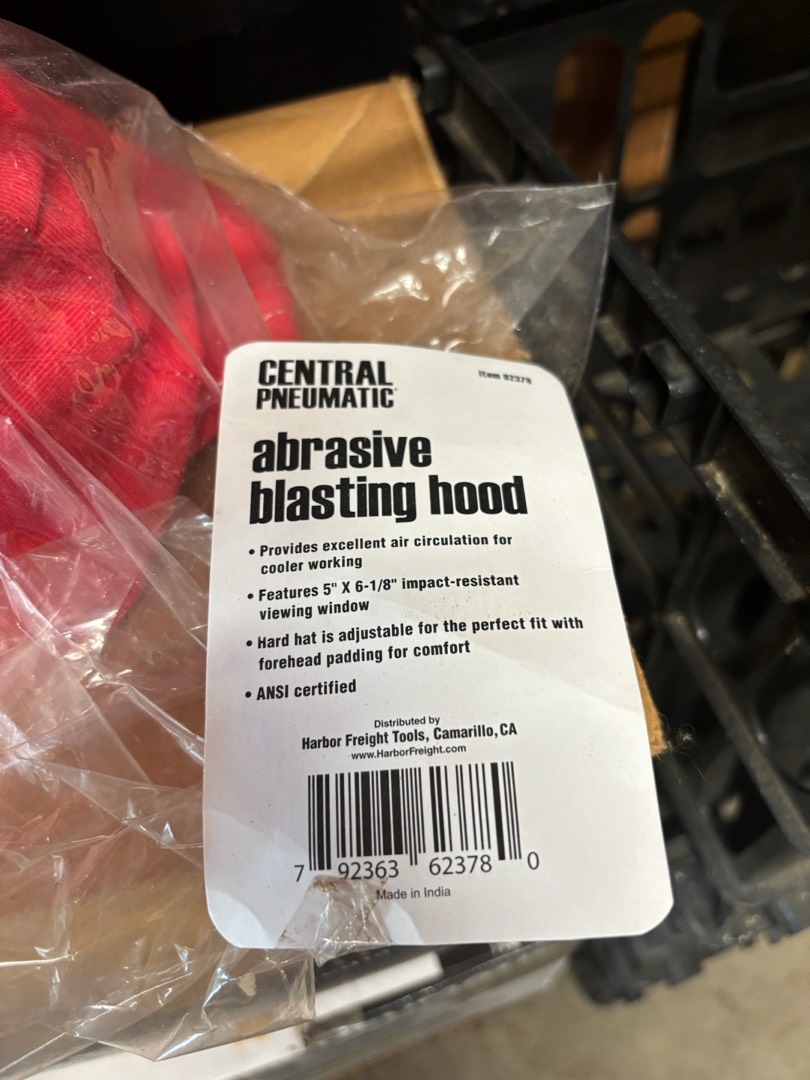 CENTRAL
PNEUMATIC
abrasive
blasting hood
• Provides excellent air circulation for
cooler working
• Features 5" X 6-1/8" impact-resistant
viewing window
• Hard hat is adjustable for the perfect fit with
forehead padding for comfort
• ANSI certified
Distributed by
Harbor Freight Tools, Camarillo, CA
www.HarborFreight.com
7 92363 62378 0
Made in India